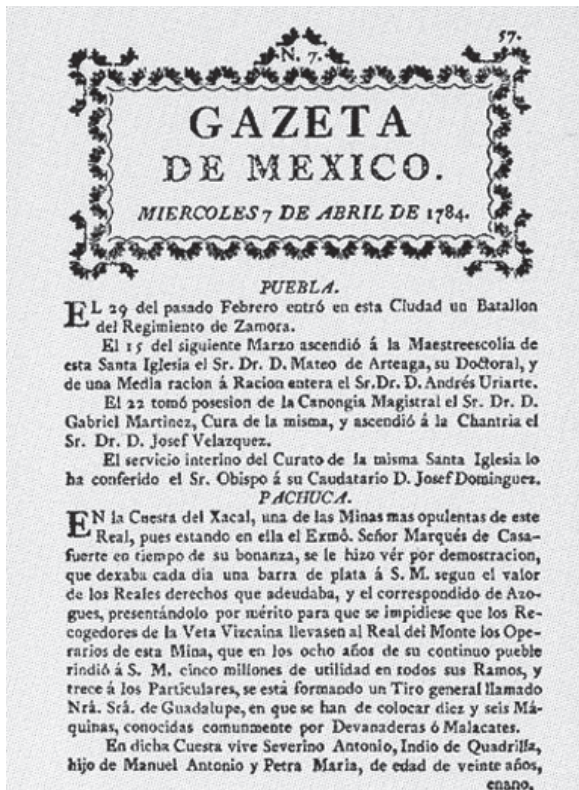 57.
N. 7.
GAZETA
DE MEXICO.
MIERCOLES 7 DE ABRIL DE 1784.
PUEBLA.
EL 29 del pasado Febrero entró en esta Ciudad un Batallon
del Regimiento de Zamora.
El 15 del siguiente Marzo ascendió á la Maestreescolía de
esta Santa Iglesia el Sr. Dr. D. Mateo de Arteaga, su Doctoral, y
de una Media racion á Racion entera el Sr. Dr. D. Andrés Uriarte.
El 22 tomó posesion de la Canongia Magistral el Sr. Dr. D.
Gabriel Martinez, Cura de la misma, y ascendió á la Chantria el
Sr. Dr. D. Josef Velazquez.
El servicio interino del Curato de la misma Santa Iglesia lo
ha conferido el Sr. Obispo á su Caudatario D. Josef Dominguez.
PACHUCA.
EN la Cuesta del Xacal, una de las Minas mas opulentas de este
Real, pues estando en ella el Exmô. Señor Marqués de Casa-
fuerte en tiempo de su bonanza, se le hizo vér por demostracion,
que dexaba cada dia una barra de plata á S. M. segun el valor
de los Reales derechos que adeudaba, y el correspondido de Azo-
gues, presentándolo por mérito para que se impidiese que los Re-
cogedores de la Veta Vizcaina llevasen al Real del Monte los Ope-
rarios de esta Mina, que en los ocho años de su continuo pueble
rindió á S. M. cinco millones de utilidad en todos sus Ramos, y
trece á los Particulares, se está formando un Tiro general llamado
Nrâ. Srâ. de Guadalupe, en que se han de colocar diez y seis Má-
quinas, conocidas comunmente por Devanaderas ó Malacates.
En dicha Cuesta vive Severino Antonio, Indio de Quadrilla,
hijo de Manuel Antonio y Petra Maria, de edad de veinte años,
enano.